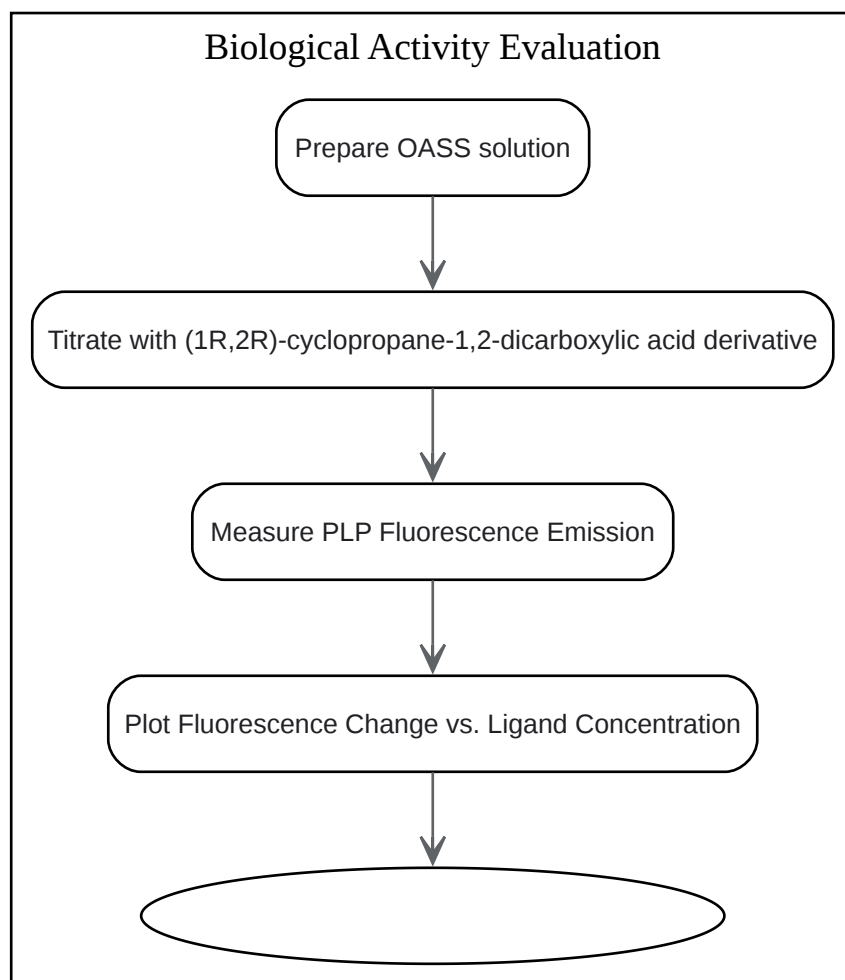 Biological Activity Evaluation
Prepare OASS solution
Titrate with (1R,2R)-cyclopropane-1,2-dicarboxylic acid derivative
Measure PLP Fluorescence Emission
Plot Fluorescence Change vs. Ligand Concentration